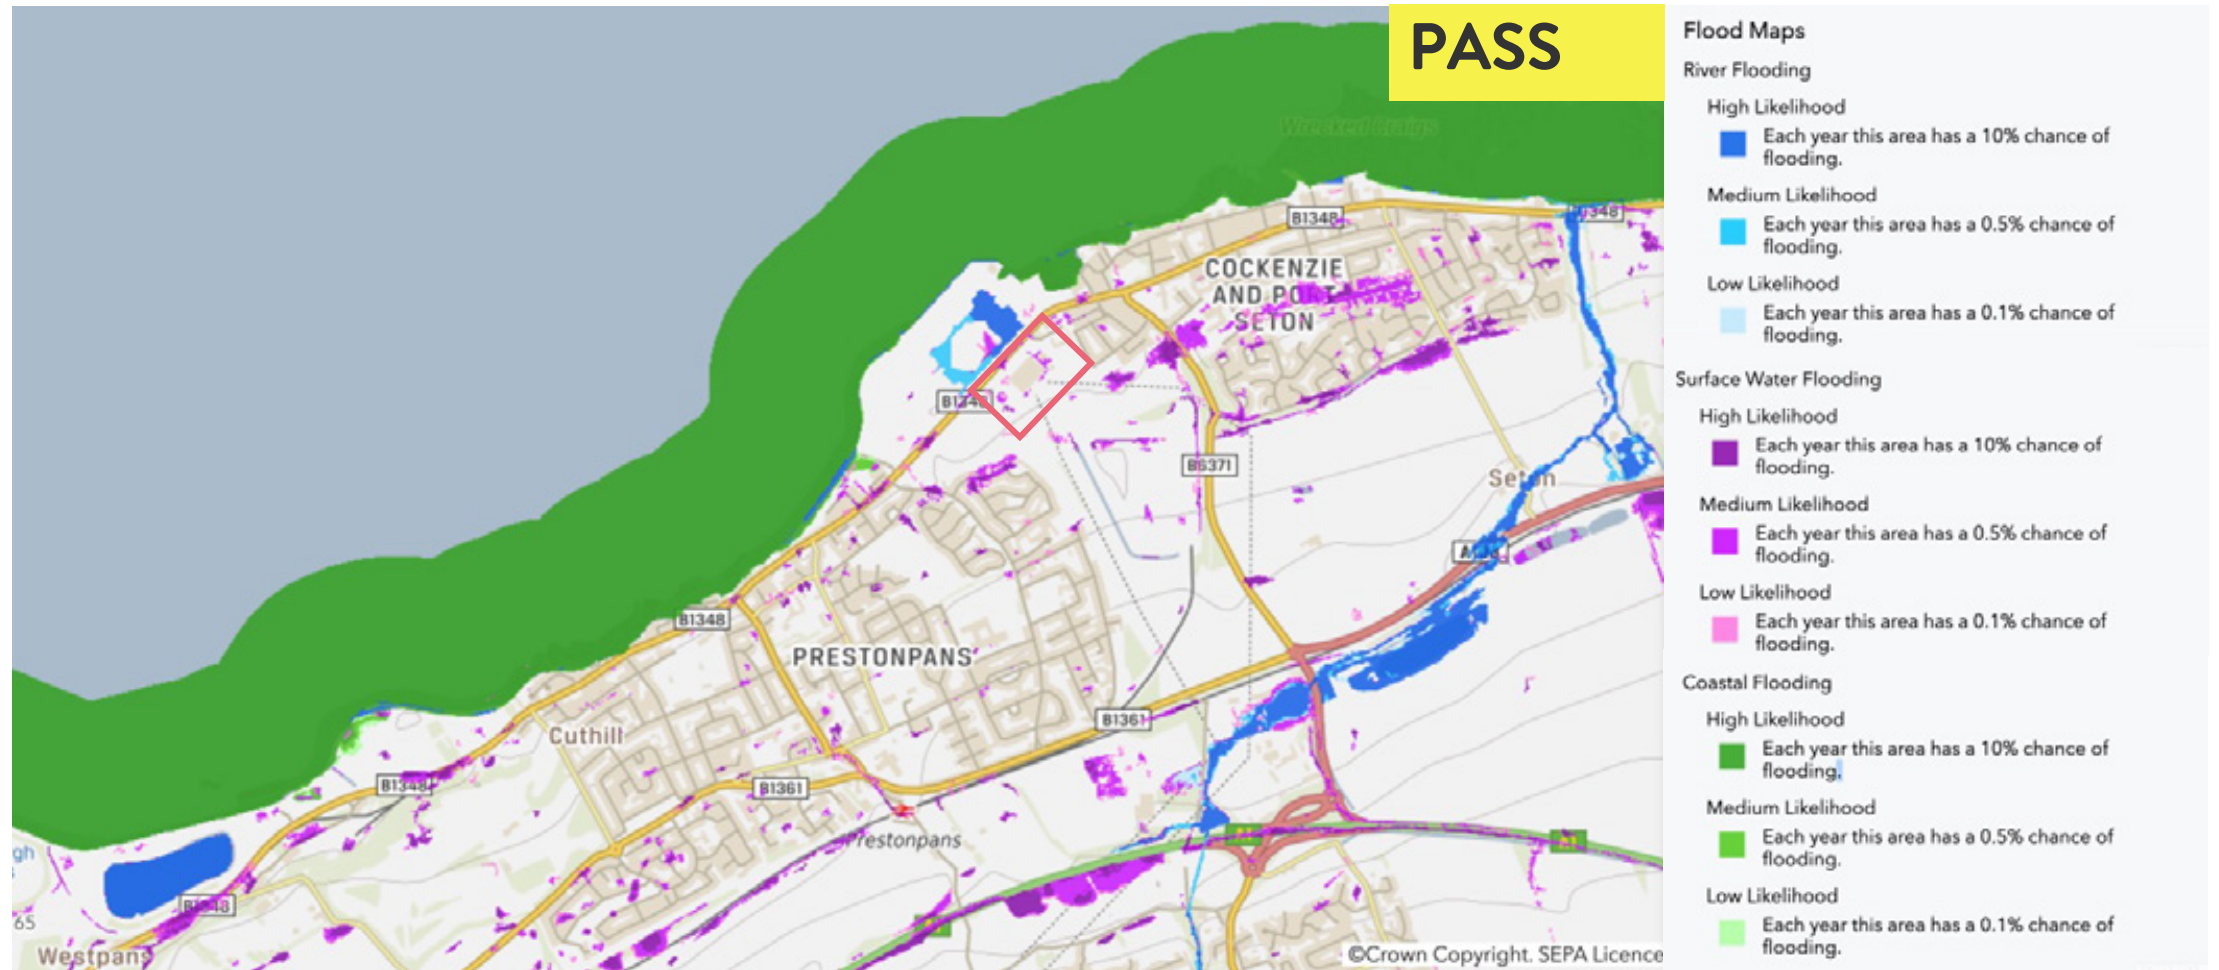 PASS
Wrecked Craigs
B1348
1348
COCKENZIE
AND PORT
SETON
B1348
B6371
Seton
A198
B1348
PRESTONPANS
B1361
Cuthill
B1348
B1361
Prestonpans
gh
B1348
65
Westpans
©Crown Copyright. SEPA Licence
Flood Maps
River Flooding
High Likelihood
Each year this area has a 10% chance of
flooding.
Medium Likelihood
Each year this area has a 0.5% chance of
flooding.
Low Likelihood
Each year this area has a 0.1% chance of
flooding.
Surface Water Flooding
High Likelihood
Each year this area has a 10% chance of
flooding.
Medium Likelihood
Each year this area has a 0.5% chance of
flooding.
Low Likelihood
Each year this area has a 0.1% chance of
flooding.
Coastal Flooding
High Likelihood
Each year this area has a 10% chance of
flooding.
Medium Likelihood
Each year this area has a 0.5% chance of
flooding.
Low Likelihood
Each year this area has a 0.1% chance of
flooding.